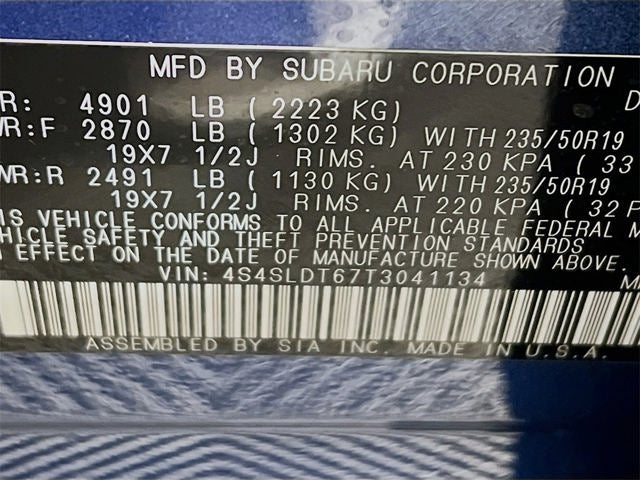 MFD BY SUBARU CORPORATION D
R: 4901 LB ( 2223 KG)
WR:F 2870 LB ( 1302 KG) WITH 235/50R19
19X7 1/2J RIMS. AT 230 KPA ( 33
WR:R 2491 LB ( 1130 KG) WITH 235/50R19
19X7 1/2J RIMS. AT 220 KPA ( 32 P
IS VEHICLE CONFORMS TO ALL APPLICABLE FEDERAL M
HICLE SAFETY AND THEFT PREVENTION STANDARDS
EFFECT ON THE DATE OF MANUFACTURE SHOWN ABOVE.
VIN: 4S4SLDT67T3041134 M
ASSEMBLED BY SIA INC. MADE IN U.S.A.